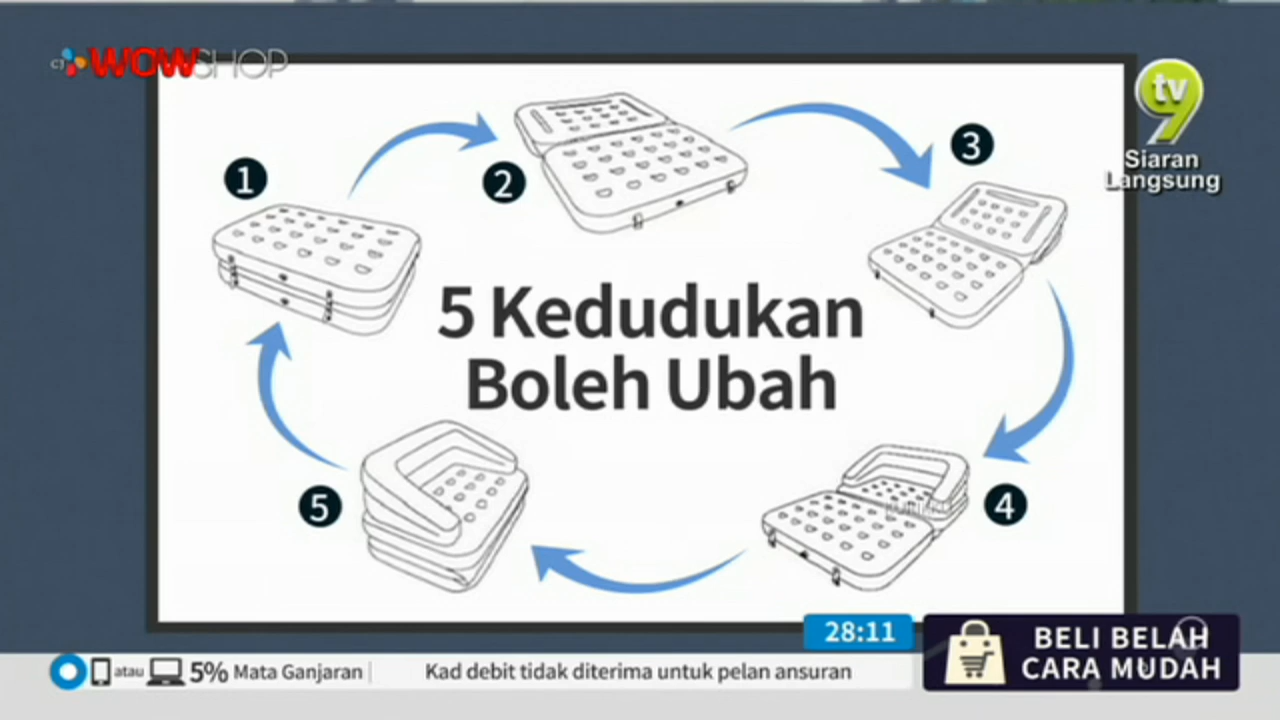 CJ WOWSHOP
tv9
Siaran
Langsung
1
2
3
5 Kedudukan
Boleh Ubah
5
4
28:11
BELI BELAH
CARA MUDAH
atau 5% Mata Ganjaran
Kad debit tidak diterima untuk pelan ansuran